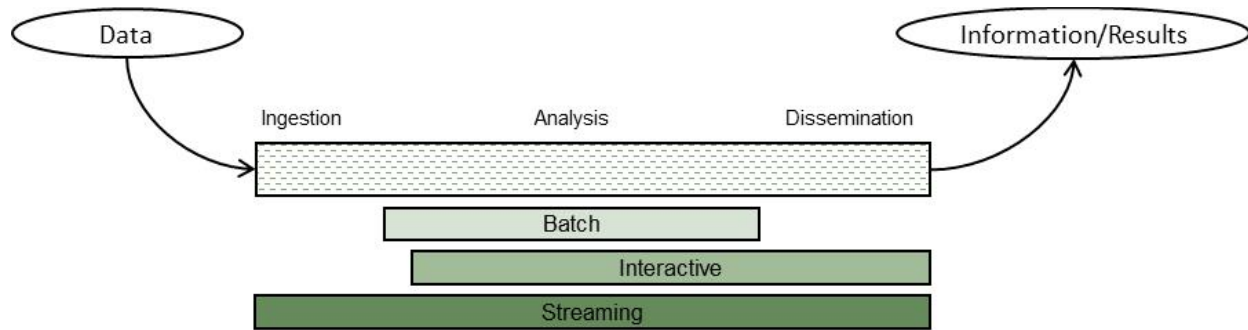 Data
Information/Results
Ingestion
Analysis
Dissemination
Batch
Interactive
Streaming